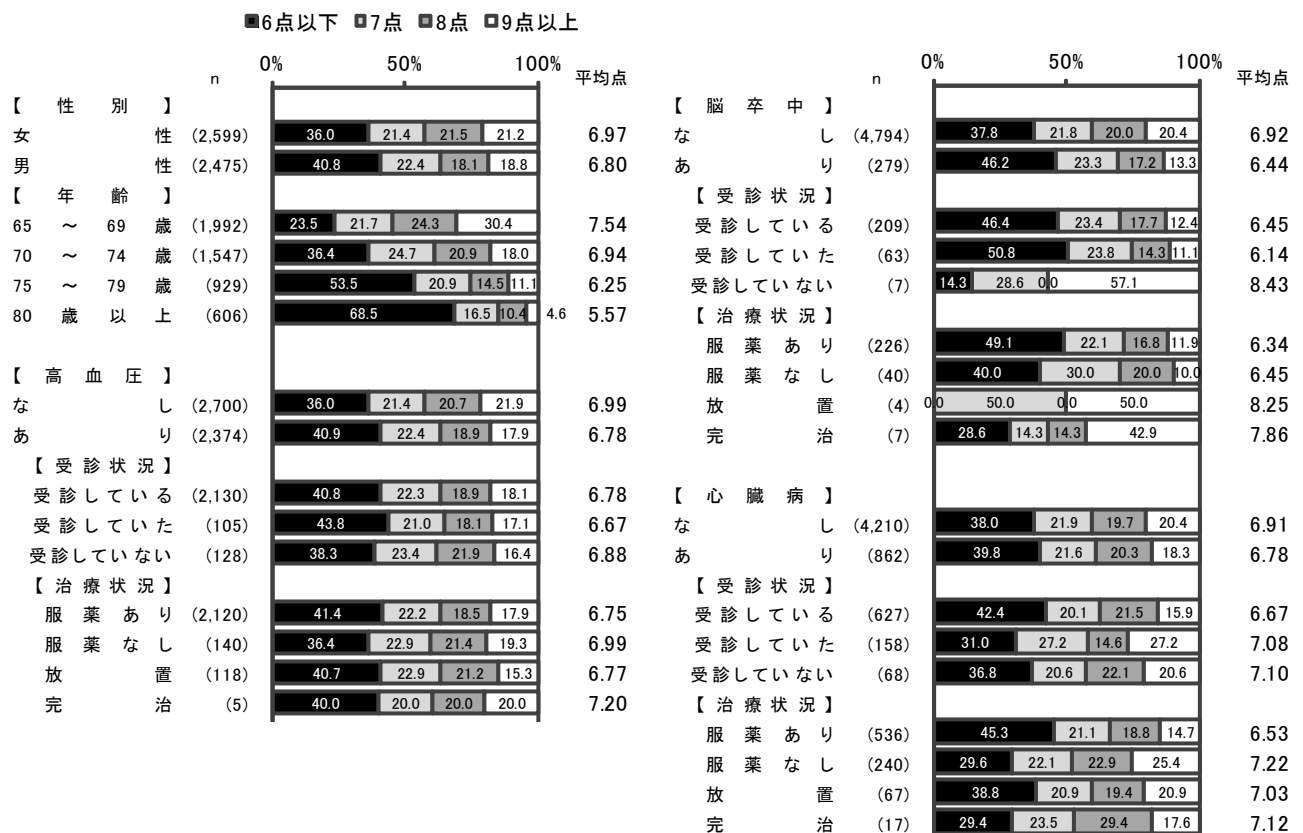 ■6点以下 □7点 ■8点 □9点以上
n 0% 50% 100% 平均点
【性別】
女性 (2,599) 36.0 21.4 21.5 21.2 6.97
男性 (2,475) 40.8 22.4 18.1 18.8 6.80
【年齢】
65～69歳 (1,992) 23.5 21.7 24.3 30.4 7.54
70～74歳 (1,547) 36.4 24.7 20.9 18.0 6.94
75～79歳 (929) 53.5 20.9 14.5 11.1 6.25
80歳以上 (606) 68.5 16.5 10.4 4.6 5.57
【高血圧】
なし (2,700) 36.0 21.4 20.7 21.9 6.99
あり (2,374) 40.9 22.4 18.9 17.9 6.78
【受診状況】
受診している (2,130) 40.8 22.3 18.9 18.1 6.78
受診していた (105) 43.8 21.0 18.1 17.1 6.67
受診していない (128) 38.3 23.4 21.9 16.4 6.88
【治療状況】
服薬あり (2,120) 41.4 22.2 18.5 17.9 6.75
服薬なし (140) 36.4 22.9 21.4 19.3 6.99
放置 (118) 40.7 22.9 21.2 15.3 6.77
完治 (5) 40.0 20.0 20.0 20.0 7.20
n 0% 50% 100% 平均点
【脳卒中】
なし (4,794) 37.8 21.8 20.0 20.4 6.92
あり (279) 46.2 23.3 17.2 13.3 6.44
【受診状況】
受診している (209) 46.4 23.4 17.7 12.4 6.45
受診していた (63) 50.8 23.8 14.3 11.1 6.14
受診していない (7) 14.3 28.6 0.0 57.1 8.43
【治療状況】
服薬あり (226) 49.1 22.1 16.8 11.9 6.34
服薬なし (40) 40.0 30.0 20.0 10.0 6.45
放置 (4) 0.0 50.0 0.0 50.0 8.25
完治 (7) 28.6 14.3 14.3 42.9 7.86
【心臓病】
なし (4,210) 38.0 21.9 19.7 20.4 6.91
あり (862) 39.8 21.6 20.3 18.3 6.78
【受診状況】
受診している (627) 42.4 20.1 21.5 15.9 6.67
受診していた (158) 31.0 27.2 14.6 27.2 7.08
受診していない (68) 36.8 20.6 22.1 20.6 7.10
【治療状況】
服薬あり (536) 45.3 21.1 18.8 14.7 6.53
服薬なし (240) 29.6 22.1 22.9 25.4 7.22
放置 (67) 38.8 20.9 19.4 20.9 7.03
完治 (17) 29.4 23.5 29.4 17.6 7.12